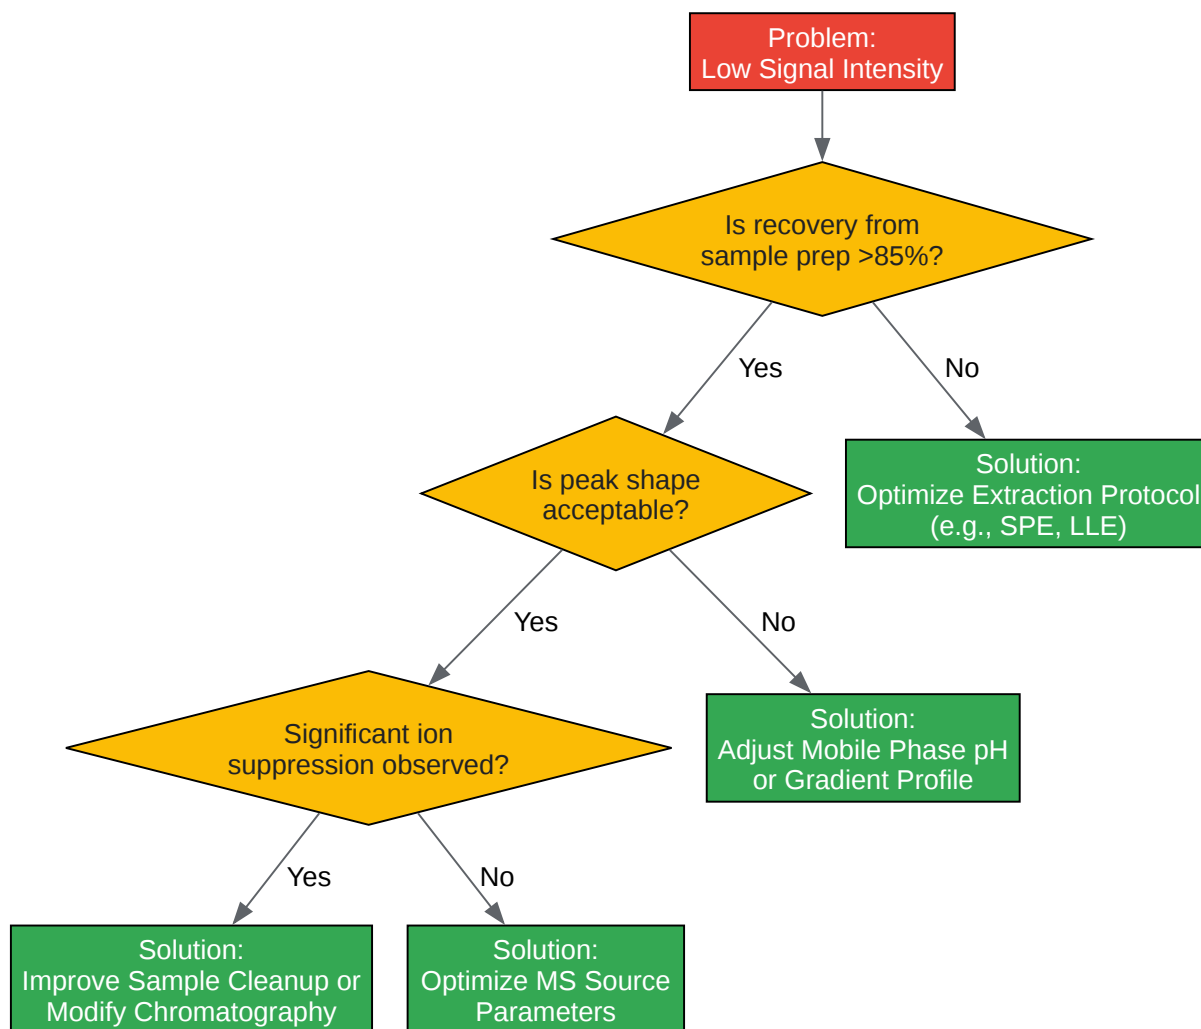 Problem:
Low Signal Intensity
Is recovery from
sample prep >85%?
Yes
No
Is peak shape
acceptable?
Solution:
Optimize Extraction Protocol
(e.g., SPE, LLE)
Yes
No
Significant ion
suppression observed?
Solution:
Adjust Mobile Phase pH
or Gradient Profile
Yes
No
Solution:
Improve Sample Cleanup or
Modify Chromatography
Solution:
Optimize MS Source
Parameters